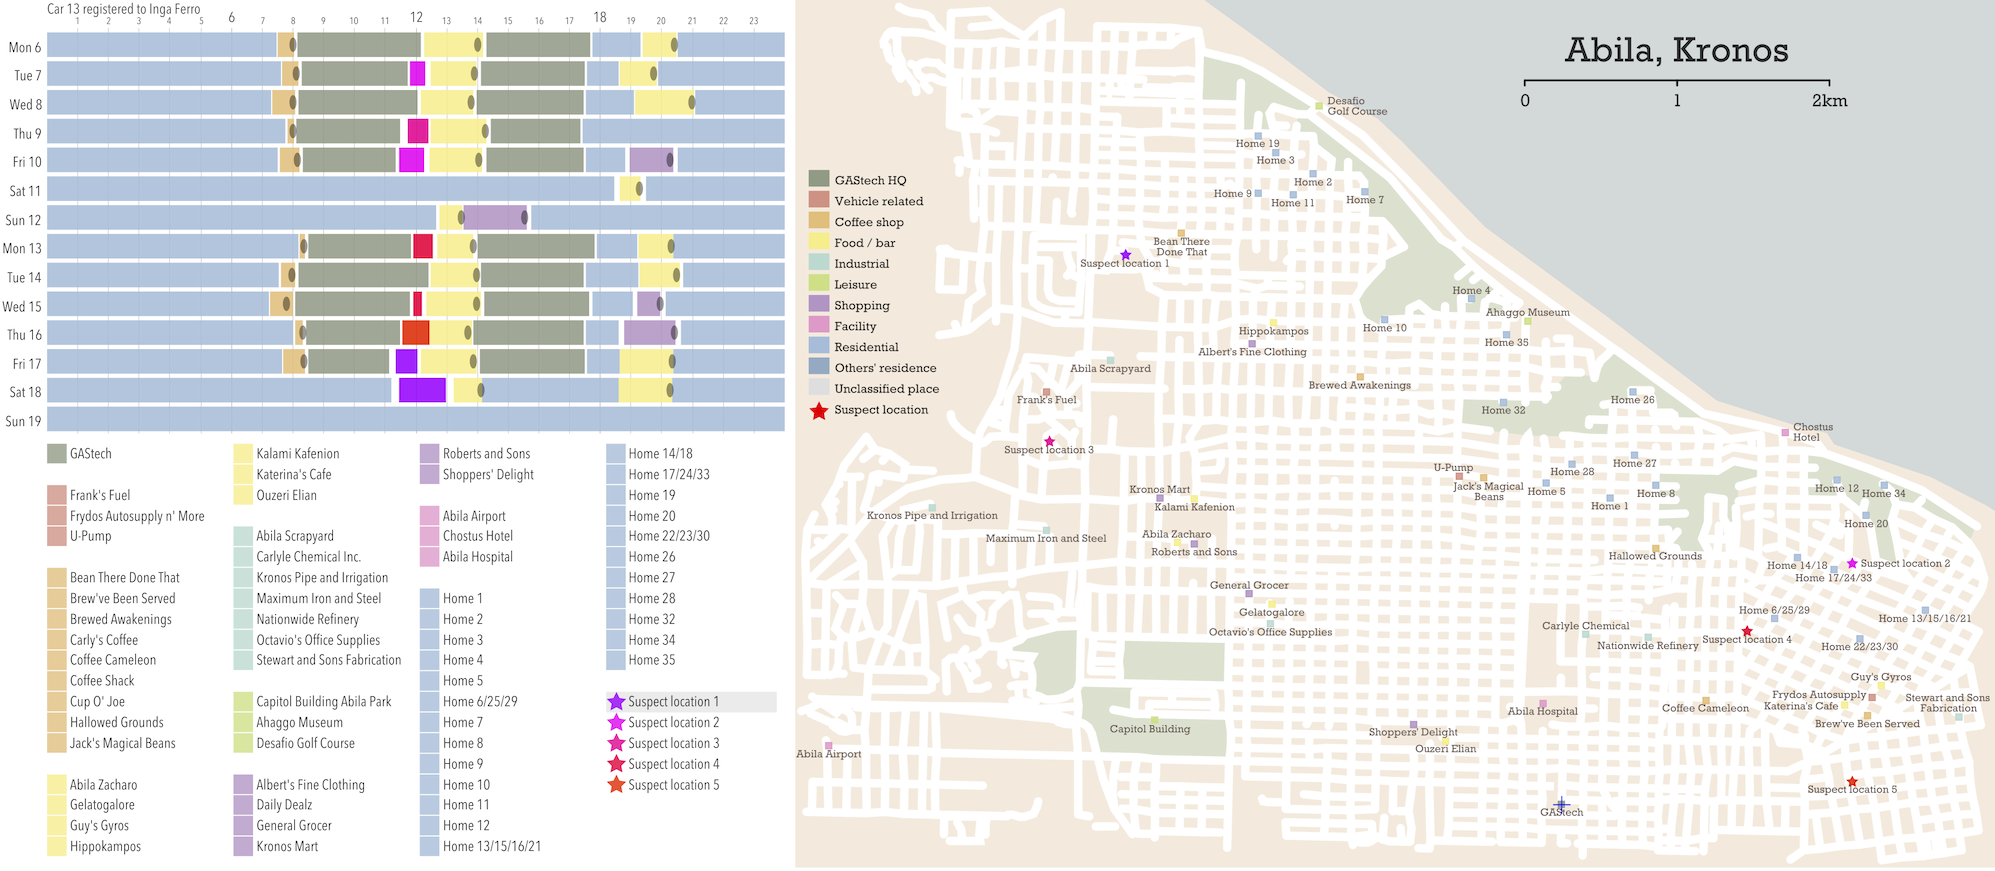 Car 13 registered to Inga Ferro
1 2 3 4 5 6 7 8 9 10 11 12 13 14 15 16 17 18 19 20 21 22 23
Mon 6
Tue 7
Wed 8
Thu 9
Fri 10
Sat 11
Sun 12
Mon 13
Tue 14
Wed 15
Thu 16
Fri 17
Sat 18
Sun 19
GAStech
Frank's Fuel
Frydos Autosupply n' More
U-Pump
Bean There Done That
Brew've Been Served
Brewed Awakenings
Carly's Coffee
Coffee Cameleon
Coffee Shack
Cup O' Joe
Hallowed Grounds
Jack's Magical Beans
Abila Zacharo
Gelatogalore
Guy's Gyros
Hippokampos
Kalami Kafenion
Katerina's Cafe
Ouzeri Elian
Abila Scrapyard
Carlyle Chemical Inc.
Kronos Pipe and Irrigation
Maximum Iron and Steel
Nationwide Refinery
Octavio's Office Supplies
Stewart and Sons Fabrication
Capitol Building Abila Park
Ahaggo Museum
Desafio Golf Course
Albert's Fine Clothing
Daily Dealz
General Grocer
Kronos Mart
Roberts and Sons
Shoppers' Delight
Abila Airport
Chostus Hotel
Abila Hospital
Home 1
Home 2
Home 3
Home 4
Home 5
Home 6/25/29
Home 7
Home 8
Home 9
Home 10
Home 11
Home 12
Home 13/15/16/21
Home 14/18
Home 17/24/33
Home 19
Home 20
Home 22/23/30
Home 26
Home 27
Home 28
Home 32
Home 34
Home 35
Suspect location 1
Suspect location 2
Suspect location 3
Suspect location 4
Suspect location 5
Abila, Kronos
0 1 2km
GAStech HQ
Vehicle related
Coffee shop
Food / bar
Industrial
Leisure
Shopping
Facility
Residential
Others' residence
Unclassified place
Suspect location
Desafio
Golf Course
Home 19
Home 3
Home 2
Home 9
Home 11
Home 7
Bean There
Done That
Suspect location 1
Home 4
Ahaggo Museum
Hippokampos
Home 10
Home 35
Albert's Fine Clothing
Abila Scrapyard
Brewed Awakenings
Frank's Fuel
Home 32
Home 26
Chostus
Hotel
Suspect location 3
U-Pump
Home 27
Home 28
Jack's Magical
Beans
Home 5
Home 8
Home 12
Home 34
Kronos Mart
Kalami Kafenion
Home 1
Kronos Pipe and Irrigation
Home 20
Maximum Iron and Steel
Abila Zacharo
Roberts and Sons
Hallowed Grounds
Home 14/18
Suspect location 2
Home 17/24/33
General Grocer
Gelatogalore
Home 6/25/29
Home 13/15/16/21
Octavio's Office Supplies
Carlyle Chemical
Nationwide Refinery
Suspect location 4
Home 22/23/30
Guy's Gyros
Frydos Autosupply
Katerina's Cafe
Stewart and Sons
Fabrication
Abila Hospital
Coffee Cameleon
Brew've Been Served
Capitol Building
Shoppers' Delight
Ouzeri Elian
Abila Airport
Suspect location 5
GAStech